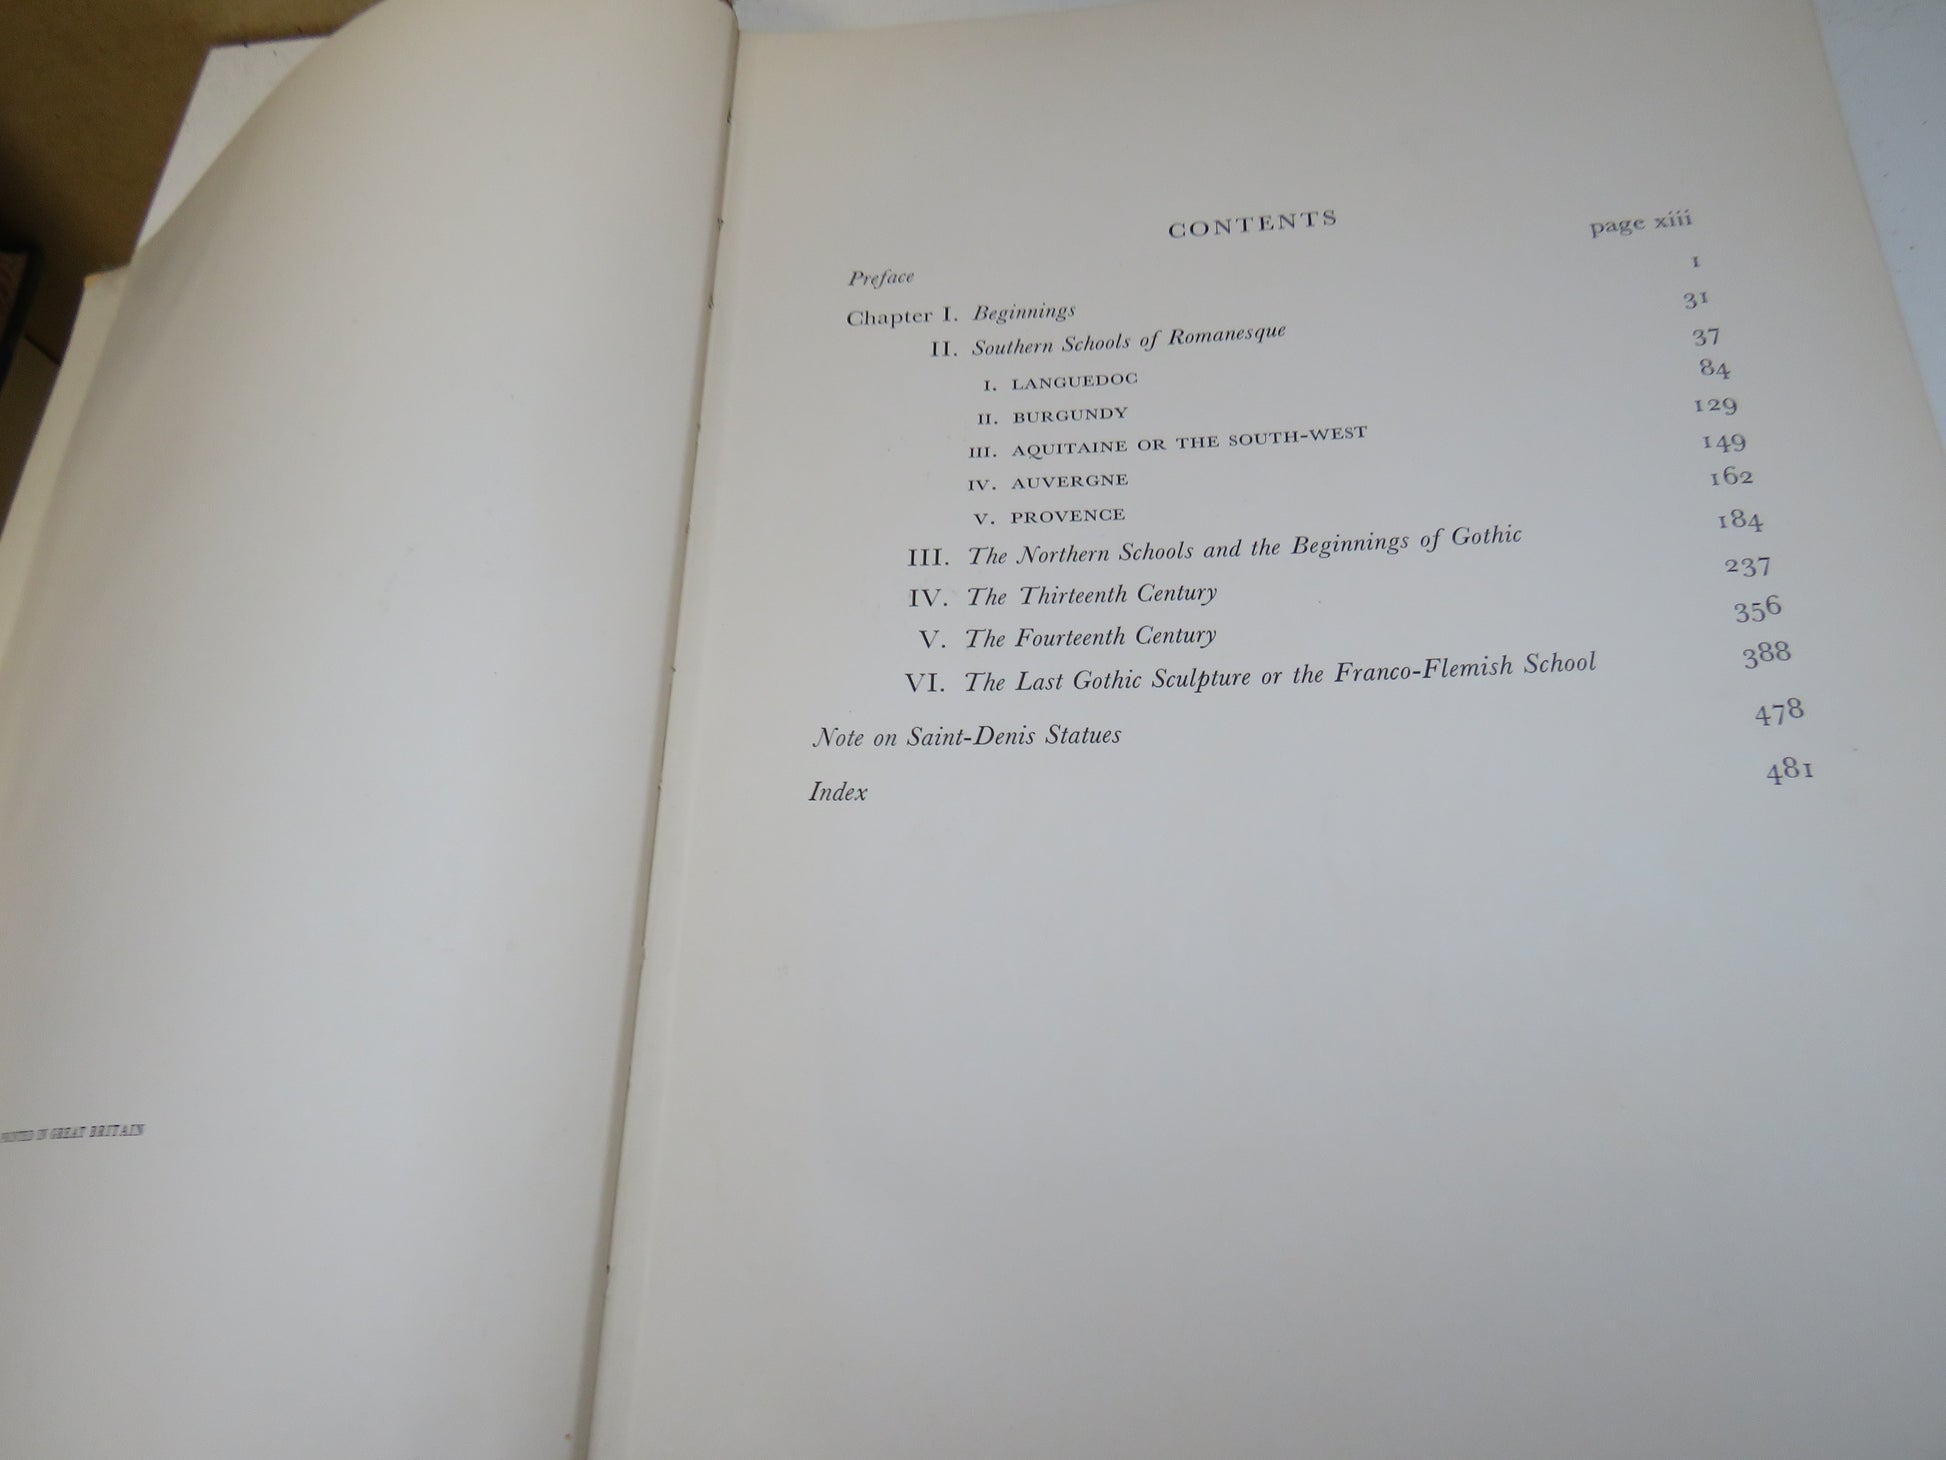 PRINTED IN GREAT BRITAIN
CONTENTS
Preface page xiii
Chapter I. Beginnings 1
II. Southern Schools of Romanesque 31
I. LANGUEDOC 37
II. BURGUNDY 84
III. AQUITAINE OR THE SOUTH-WEST 129
IV. AUVERGNE 149
V. PROVENCE 162
III. The Northern Schools and the Beginnings of Gothic 184
IV. The Thirteenth Century 237
V. The Fourteenth Century 356
VI. The Last Gothic Sculpture or the Franco-Flemish School 388
Note on Saint-Denis Statues 478
Index 481